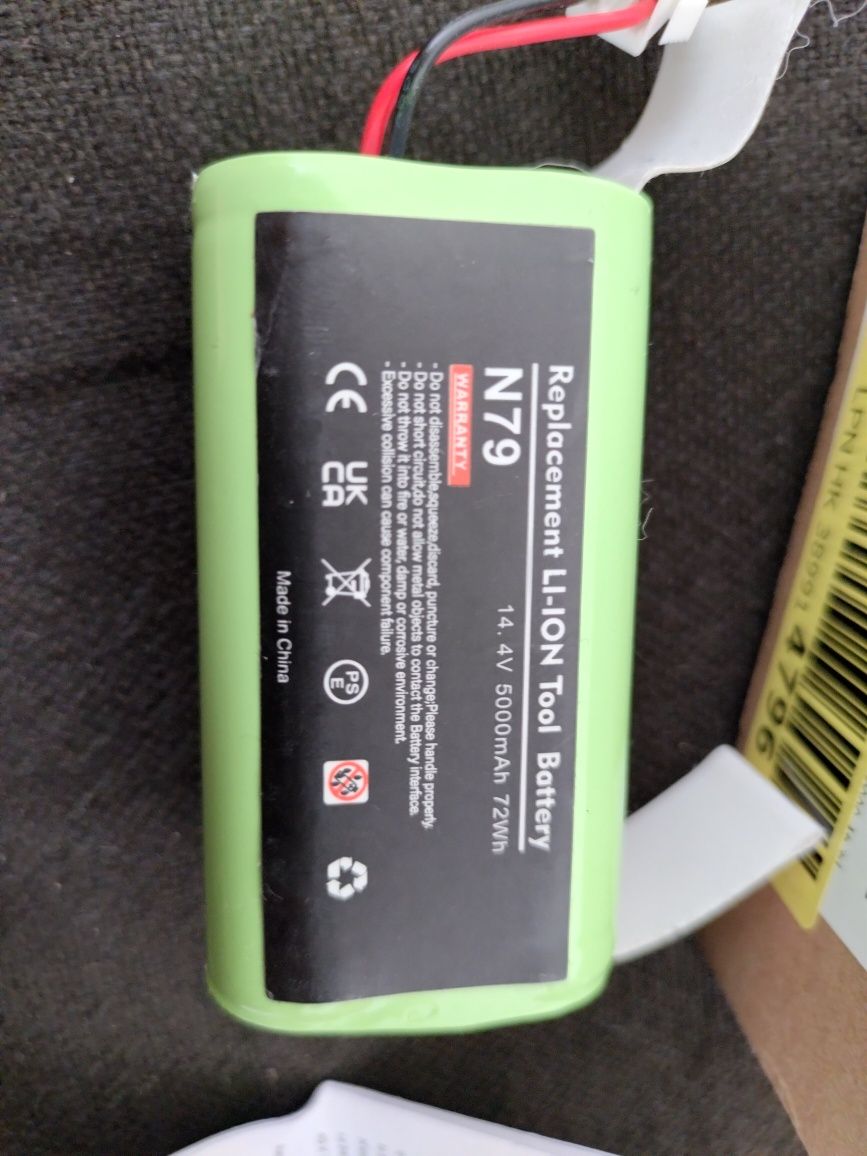 Replacement LI-ION Tool Battery
N79 14.4V 5000mAh 72Wh
WARRANTY
- Do not disassemble,squeeze,discard, puncture or change;Please handle properly.
- Do not short circuit,do not allow metal objects to contact the Battery interface.
- Do not throw it into fire or water, damp or corrosive environment.
- Excessive collision can cause component failure.
CE UK CA PS E
Made in China
4796